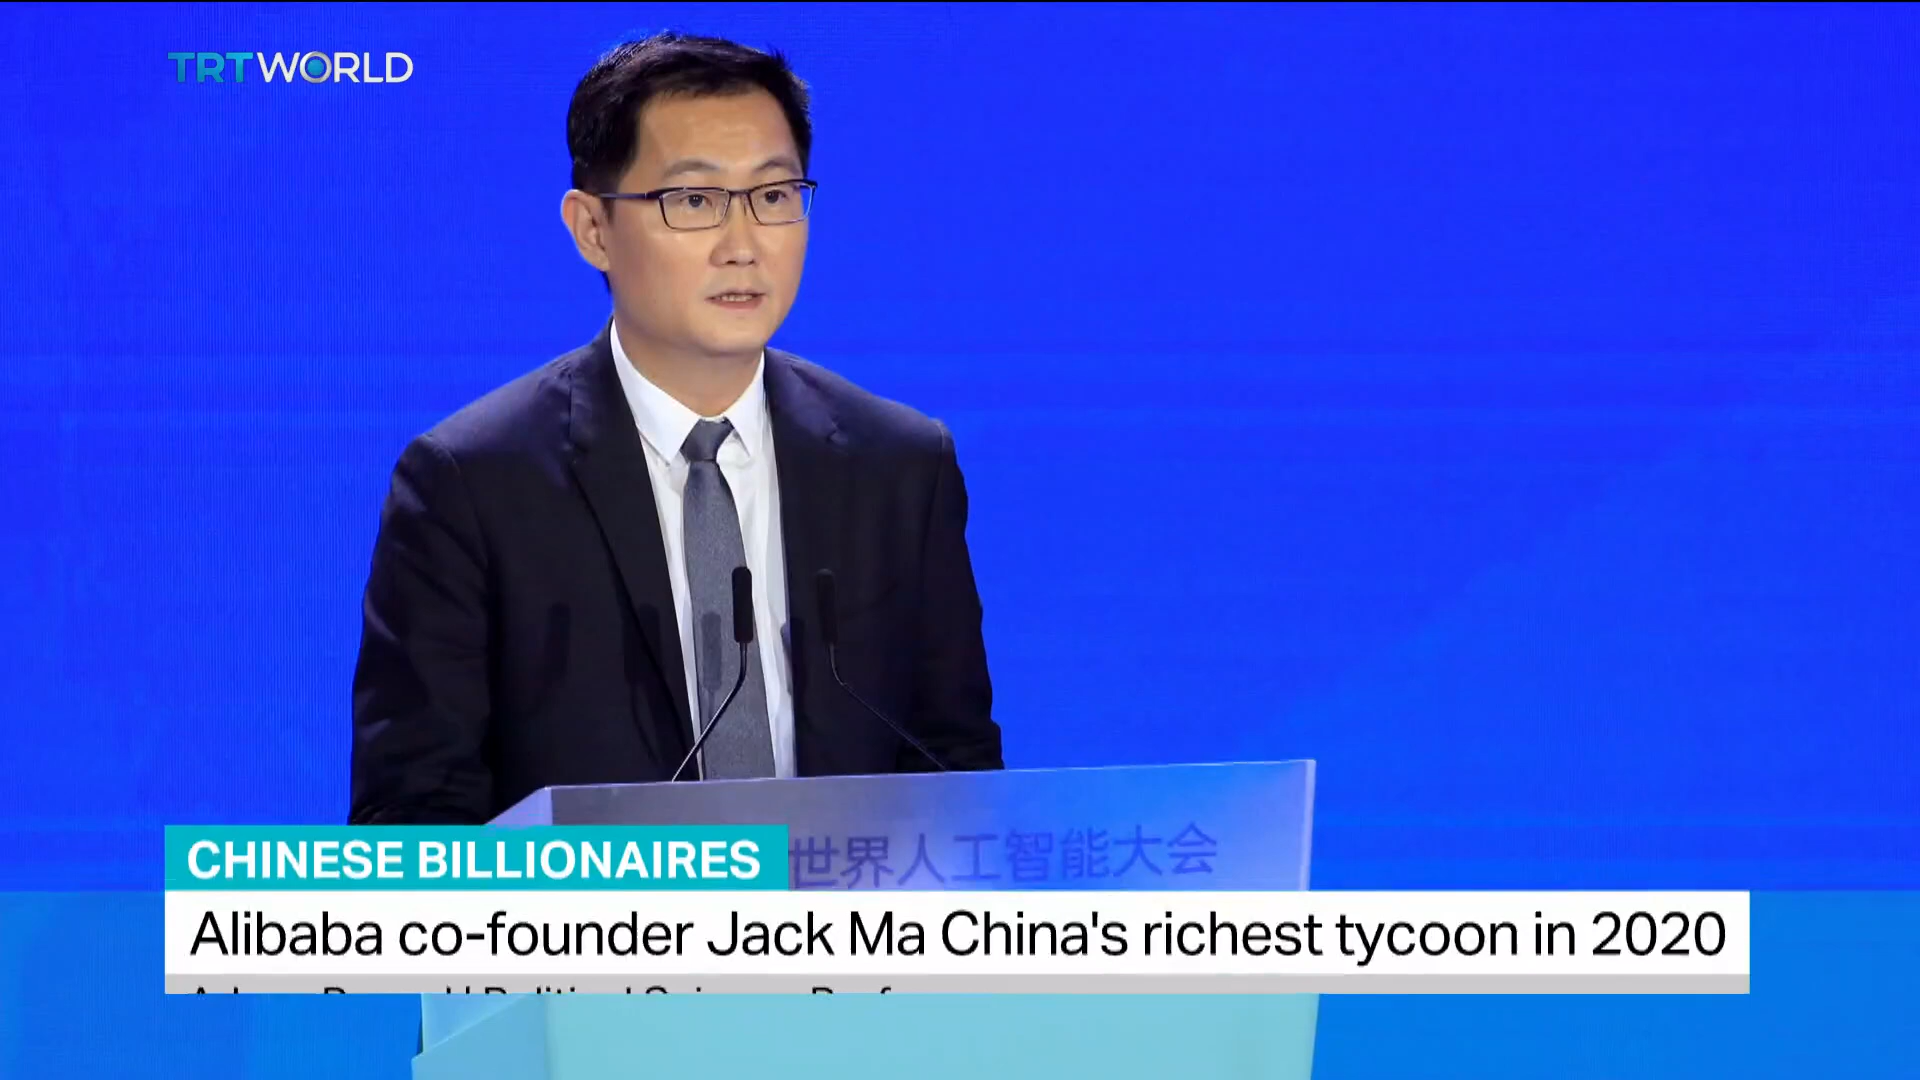 TRTWORLD
世界人工智能大会
CHINESE BILLIONAIRES
Alibaba co-founder Jack Ma China's richest tycoon in 2020